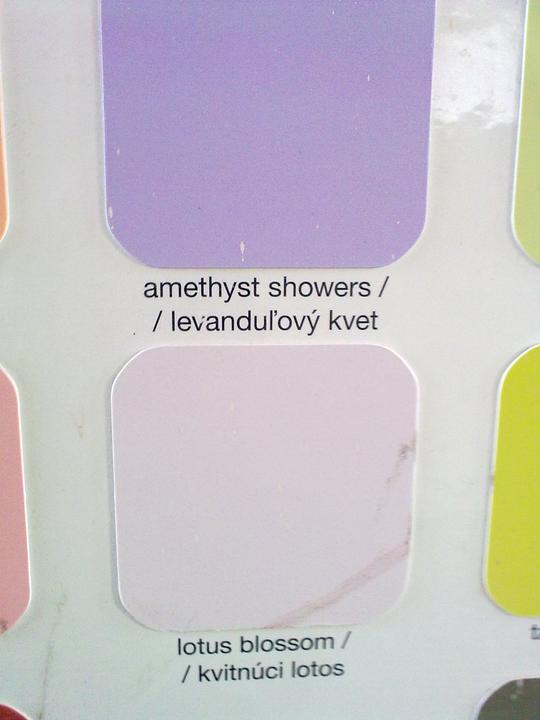 amethyst showers /
/ levanduľový kvet
lotus blossom /
/ kvitnúci lotos